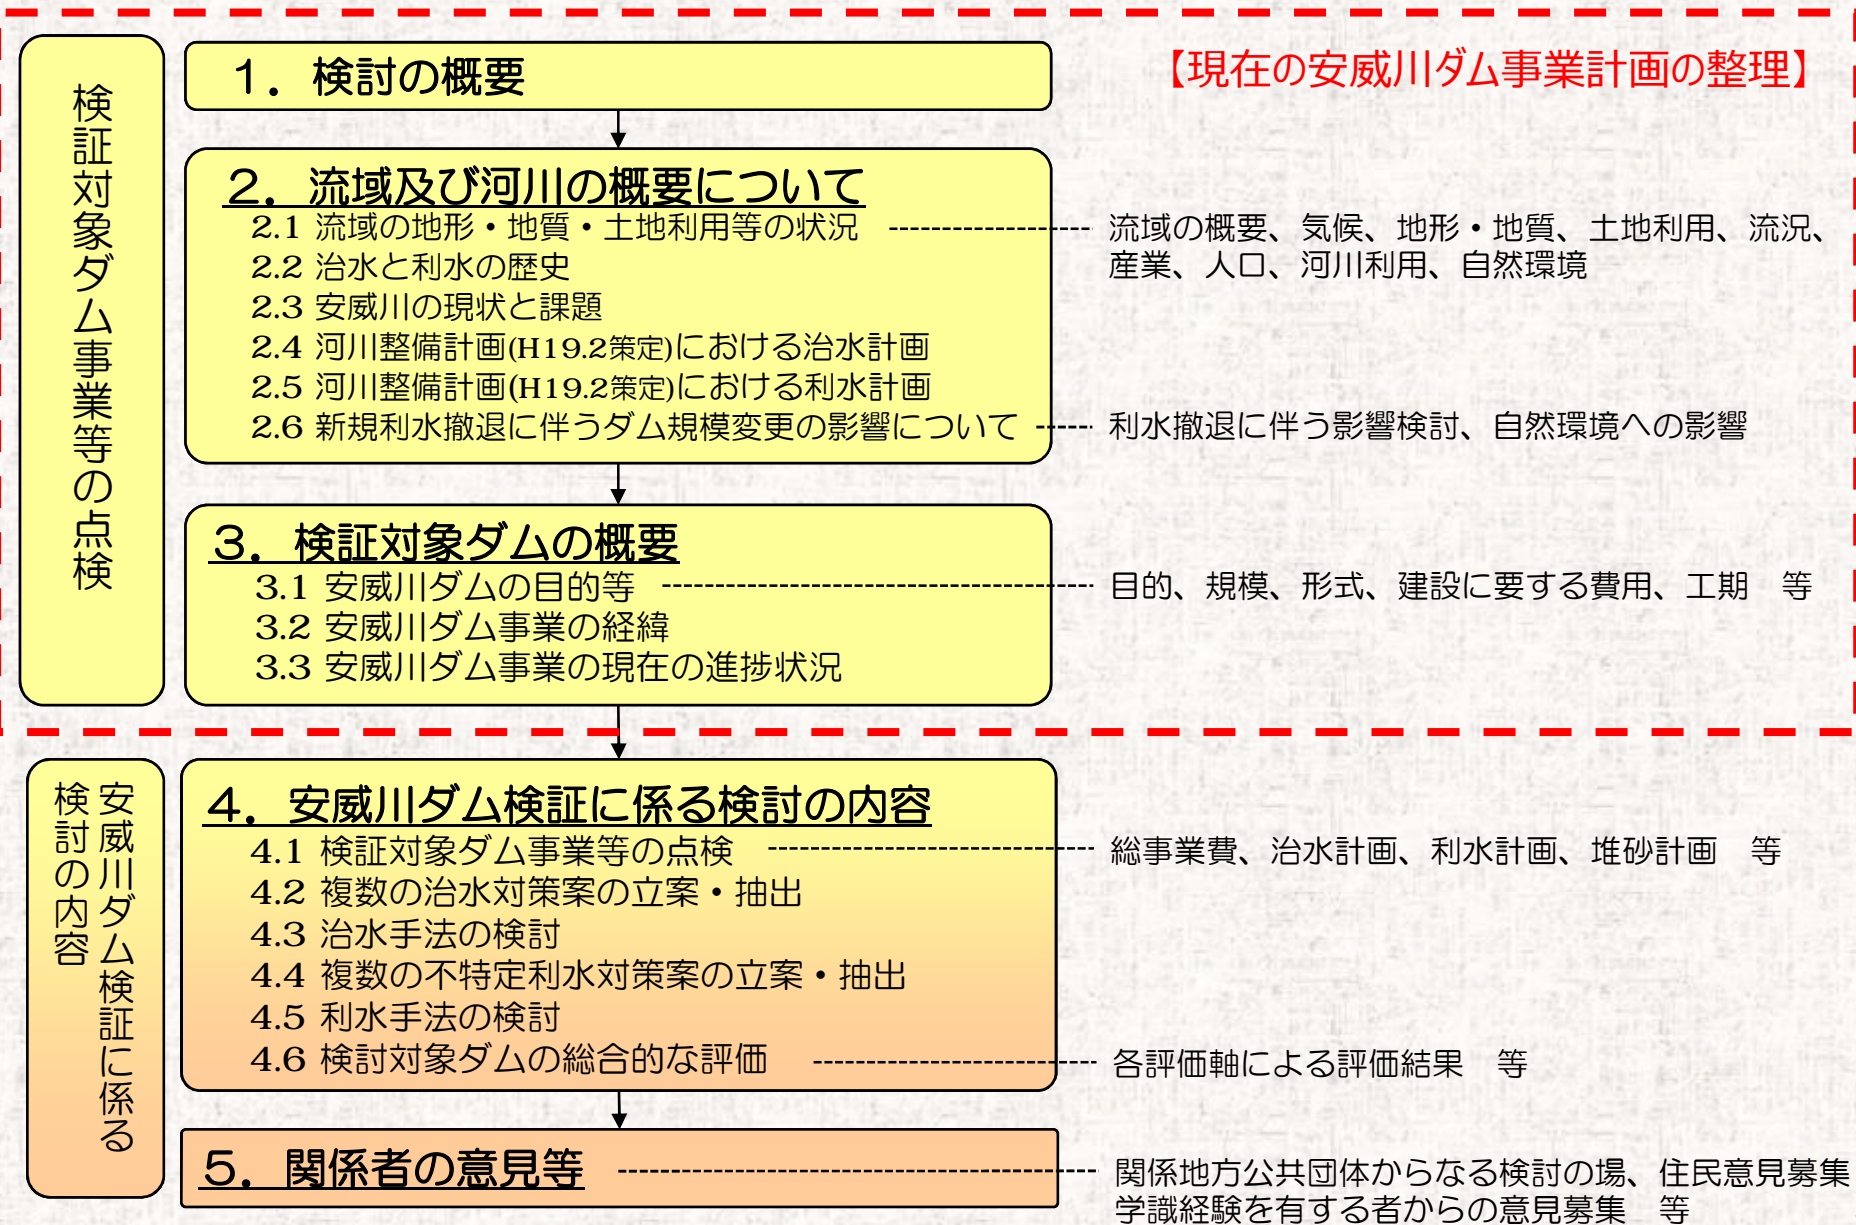 【現在の安威川ダム事業計画の整理】
検証対象ダム事業等の点検
１．検討の概要
２．流域及び河川の概要について
2.1 流域の地形・地質・土地利用等の状況
流域の概要、気候、地形・地質、土地利用、流況、
産業、人口、河川利用、自然環境
2.2 治水と利水の歴史
2.3 安威川の現状と課題
2.4 河川整備計画(H19.2策定)における治水計画
2.5 河川整備計画(H19.2策定)における利水計画
2.6 新規利水撤退に伴うダム規模変更の影響について
利水撤退に伴う影響検討、自然環境への影響
３．検証対象ダムの概要
3.1 安威川ダムの目的等
目的、規模、形式、建設に要する費用、工期　等
3.2 安威川ダム事業の経緯
3.3 安威川ダム事業の現在の進捗状況
安威川ダム検証に係る
検討の内容
４．安威川ダム検証に係る検討の内容
4.1 検証対象ダム事業等の点検
総事業費、治水計画、利水計画、堆砂計画　等
4.2 複数の治水対策案の立案・抽出
4.3 治水手法の検討
4.4 複数の不特定利水対策案の立案・抽出
4.5 利水手法の検討
4.6 検討対象ダムの総合的な評価
各評価軸による評価結果　等
５．関係者の意見等
関係地方公共団体からなる検討の場、住民意見募集
学識経験を有する者からの意見募集　等